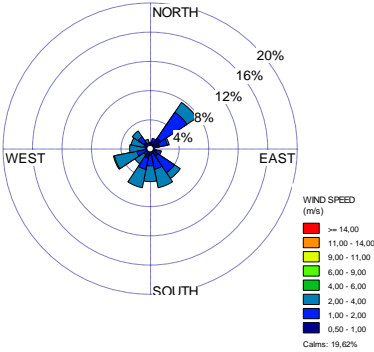 NORTH
20%
16%
12%
8%
4%
WEST
EAST
SOUTH
WIND SPEED
(m/s)
>= 14,00
11,00 - 14,00
9,00 - 11,00
6,00 - 9,00
4,00 - 6,00
2,00 - 4,00
1,00 - 2,00
0,50 - 1,00
Calms: 19,62%